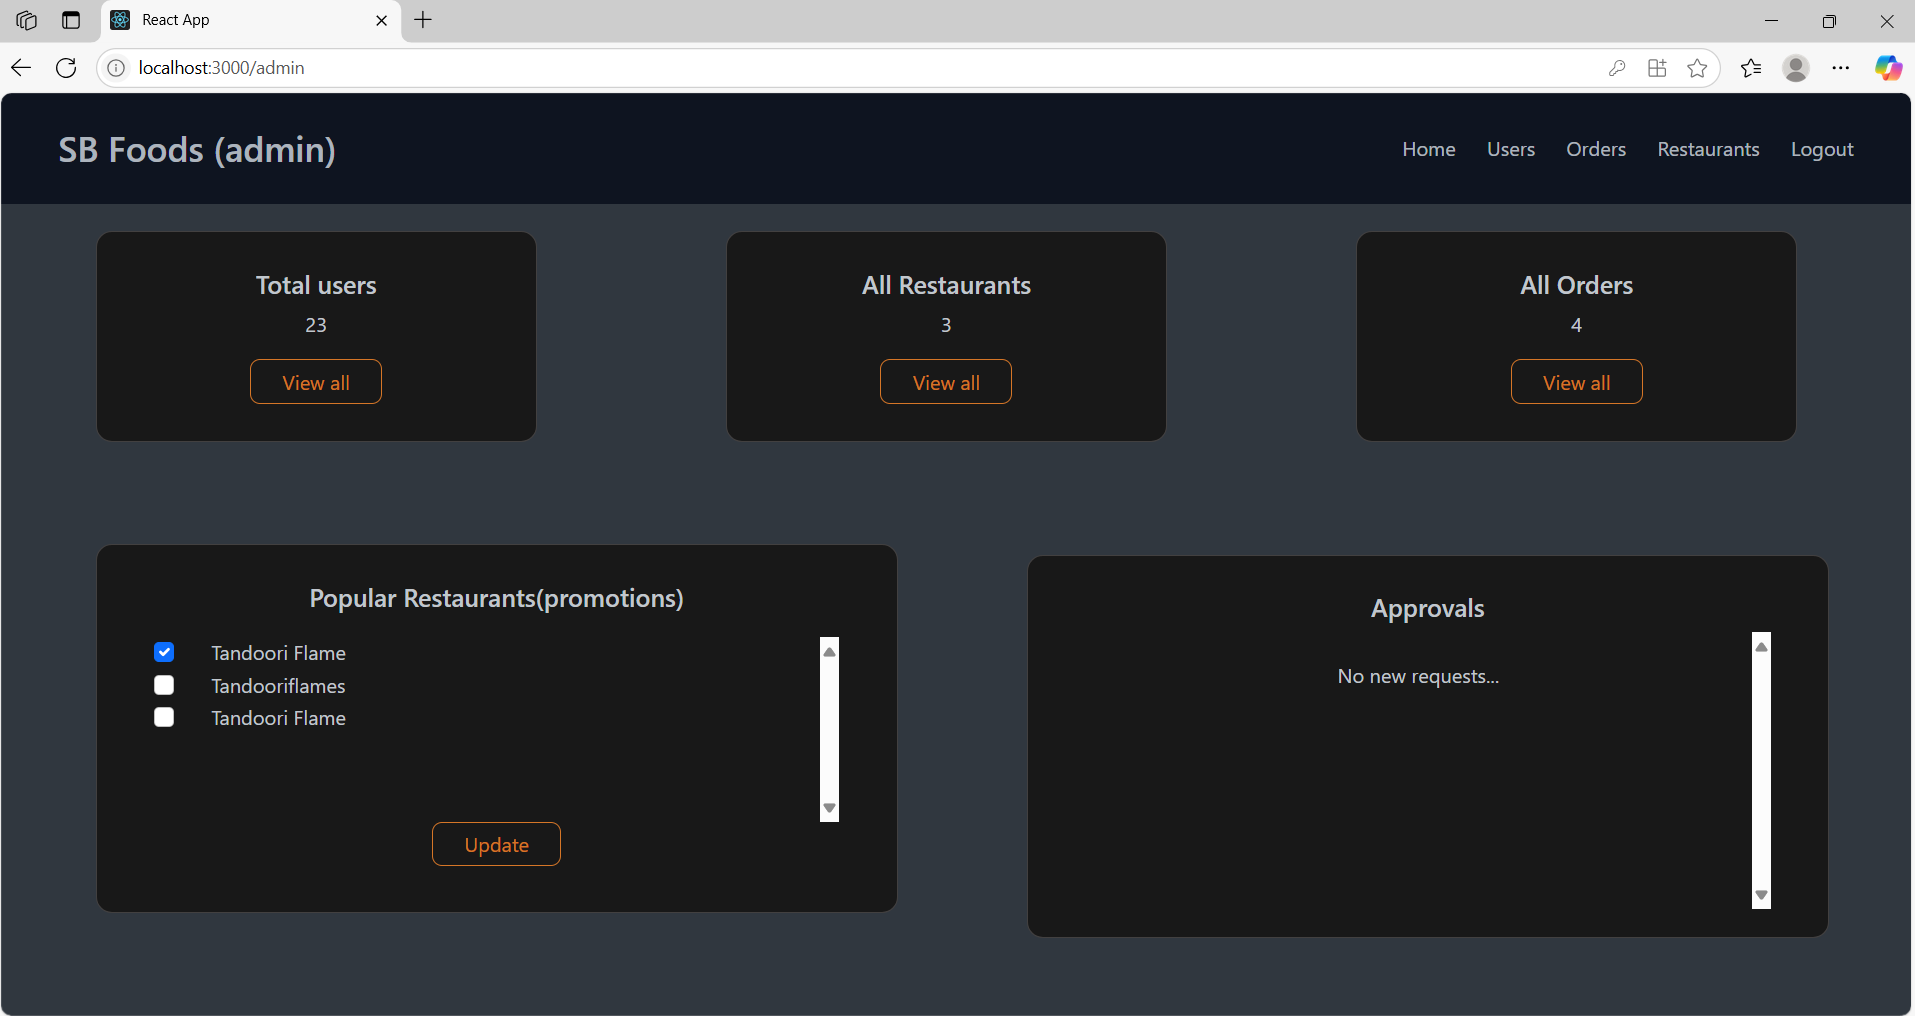 React App
localhost:3000/admin
SB Foods (admin)
Home Users Orders Restaurants Logout
Total users
23
View all
All Restaurants
3
View all
All Orders
4
View all
Popular Restaurants(promotions)
Tandoori Flame
Tandooriflames
Tandoori Flame
Update
Approvals
No new requests...